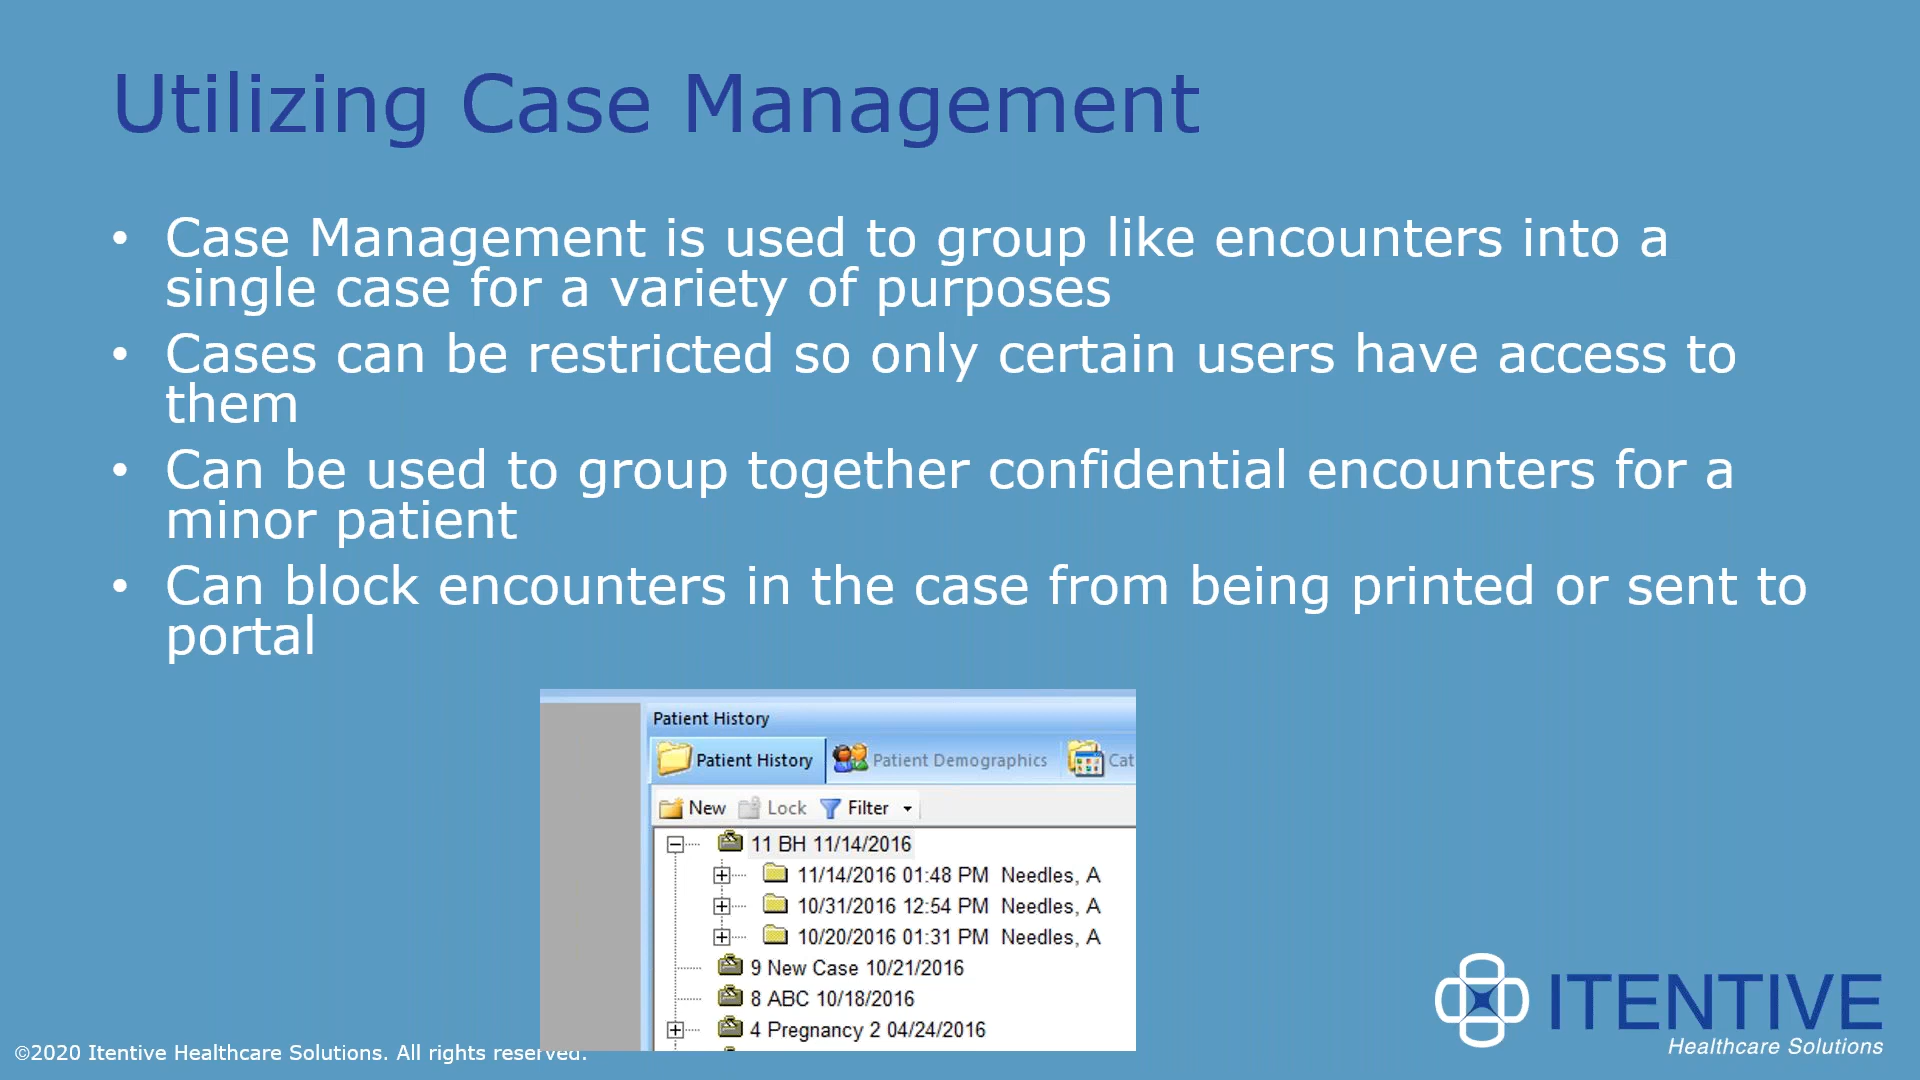 Utilizing Case Management
• Case Management is used to group like encounters into a
single case for a variety of purposes
• Cases can be restricted so only certain users have access to
them
• Can be used to group together confidential encounters for a
minor patient
• Can block encounters in the case from being printed or sent to
portal
Patient History
Patient History Patient Demographics Cat
New Lock Filter
11 BH 11/14/2016
11/14/2016 01:48 PM Needles, A
10/31/2016 12:54 PM Needles, A
10/20/2016 01:31 PM Needles, A
9 New Case 10/21/2016
8 ABC 10/18/2016
4 Pregnancy 2 04/24/2016
ITENTIVE
Healthcare Solutions
©2020 Itentive Healthcare Solutions. All rights reserved.